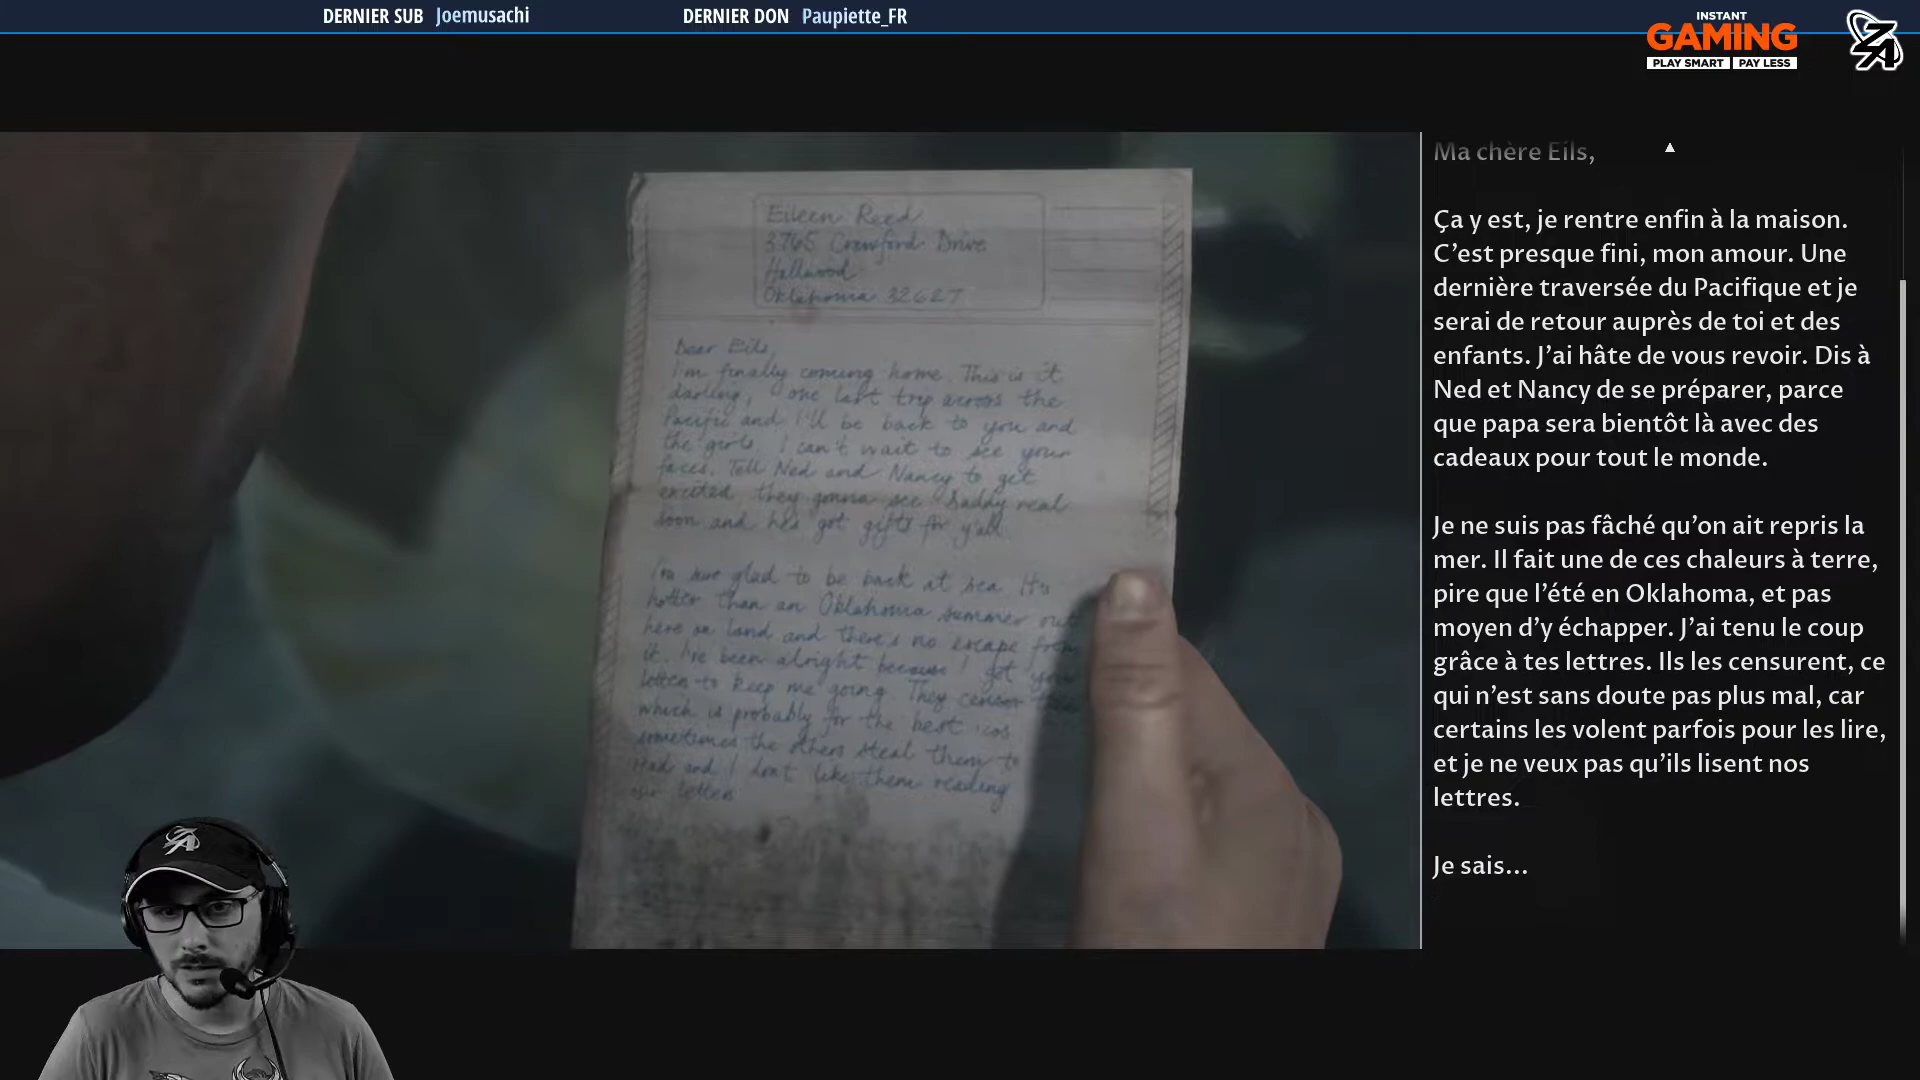 DERNIER SUB Joemusachi
DERNIER DON Paupiette_FR
INSTANT
GAMING
PLAY SMART PAY LESS
ZA
Eileen Reed
3765 Crawford Drive
Hallwood
Oklahoma 32627
Dear Eils,
I'm finally coming home. This is it
darling, one last trip across the
Pacific and I'll be back to you and
the girls. I can't wait to see your
faces. Tell Ned and Nancy to get
excited they gonna see Daddy real
soon and he's got gifts for y'all.
I'm sure glad to be back at sea. It's
hotter than an Oklahoma summer out
here on land and there's no escape from
it. I've been alright because I got your
letters to keep me going. They censor
which is probably for the best 'cos
sometimes the others steal them to
read and I don't like them reading
our letters
Ma chère Eils,
Ça y est, je rentre enfin à la maison.
C'est presque fini, mon amour. Une
dernière traversée du Pacifique et je
serai de retour auprès de toi et des
enfants. J'ai hâte de vous revoir. Dis à
Ned et Nancy de se préparer, parce
que papa sera bientôt là avec des
cadeaux pour tout le monde.
Je ne suis pas fâché qu'on ait repris la
mer. Il fait une de ces chaleurs à terre,
pire que l'été en Oklahoma, et pas
moyen d'y échapper. J'ai tenu le coup
grâce à tes lettres. Ils les censurent, ce
qui n'est sans doute pas plus mal, car
certains les volent parfois pour les lire,
et je ne veux pas qu'ils lisent nos
lettres.
Je sais...
ZA